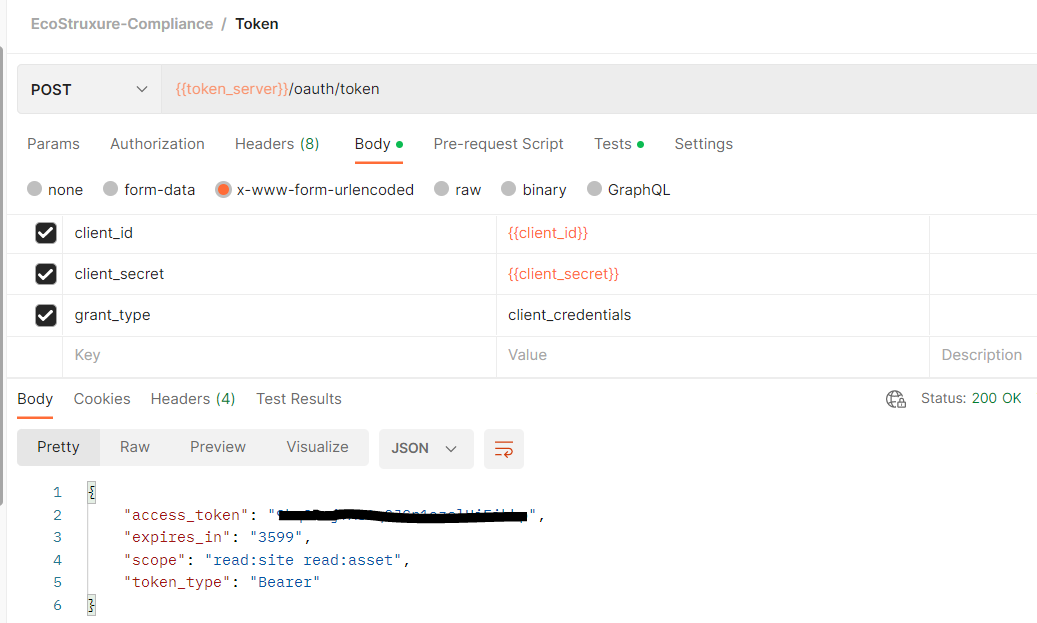 EcoStruxure-Compliance / Token
POST {{token_server}}/oauth/token
Params Authorization Headers (8) Body Pre-request Script Tests Settings
none form-data x-www-form-urlencoded raw binary GraphQL
client_id {{client_id}}
client_secret {{client_secret}}
grant_type client_credentials
Key Value Description
Body Cookies Headers (4) Test Results Status: 200 OK
Pretty Raw Preview Visualize JSON
1 {
2 "access_token": "",
3 "expires_in": "3599",
4 "scope": "read:site read:asset",
5 "token_type": "Bearer"
6 }